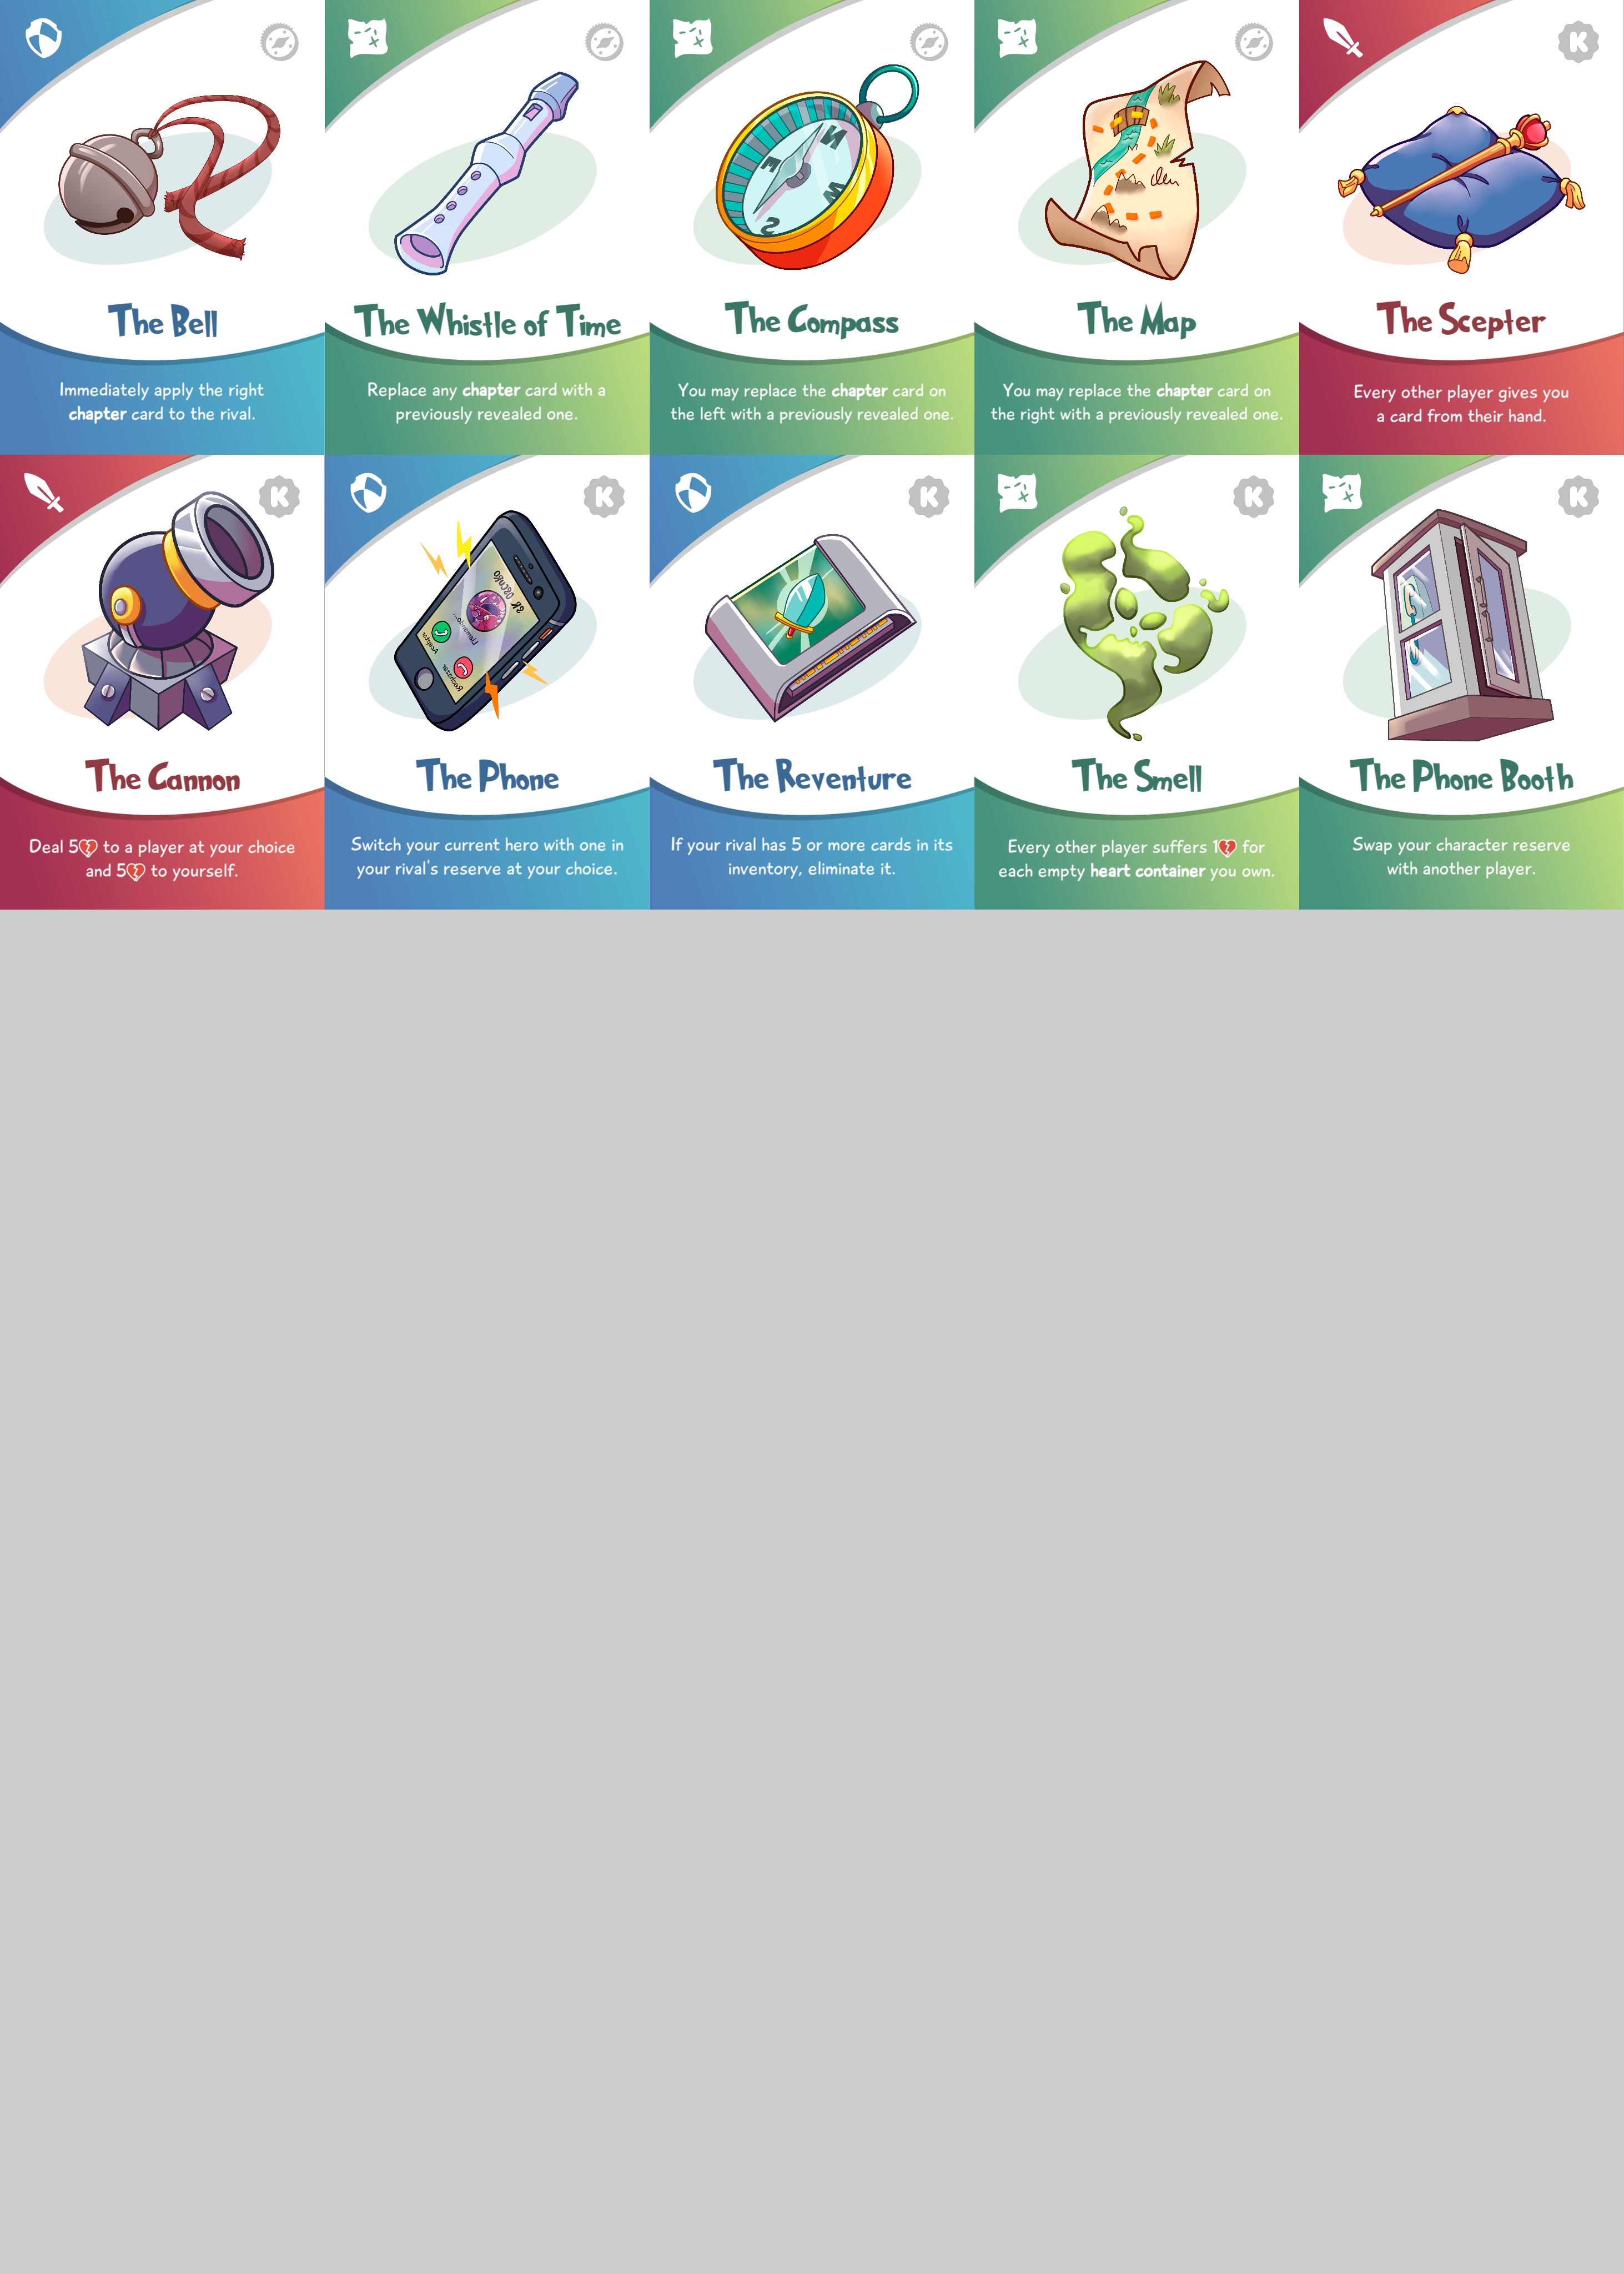 The Bell
Immediately apply the right
chapter card to the rival.
The Whistle of Time
Replace any chapter card with a
previously revealed one.
N
E
W
S
The Compass
You may replace the chapter card on
the left with a previously revealed one.
The Map
You may replace the chapter card on
the right with a previously revealed one.
K
The Scepter
Every other player gives you
a card from their hand.
K
The Cannon
Deal 5 to a player at your choice
and 5 to yourself.
K
Sr. Oscuro
Llamando...
Aceptar
Rechazar
The Phone
Switch your current hero with one in
your rival's reserve at your choice.
K
The Reventure
If your rival has 5 or more cards in its
inventory, eliminate it.
K
The Smell
Every other player suffers 1 for
each empty heart container you own.
K
The Phone Booth
Swap your character reserve
with another player.